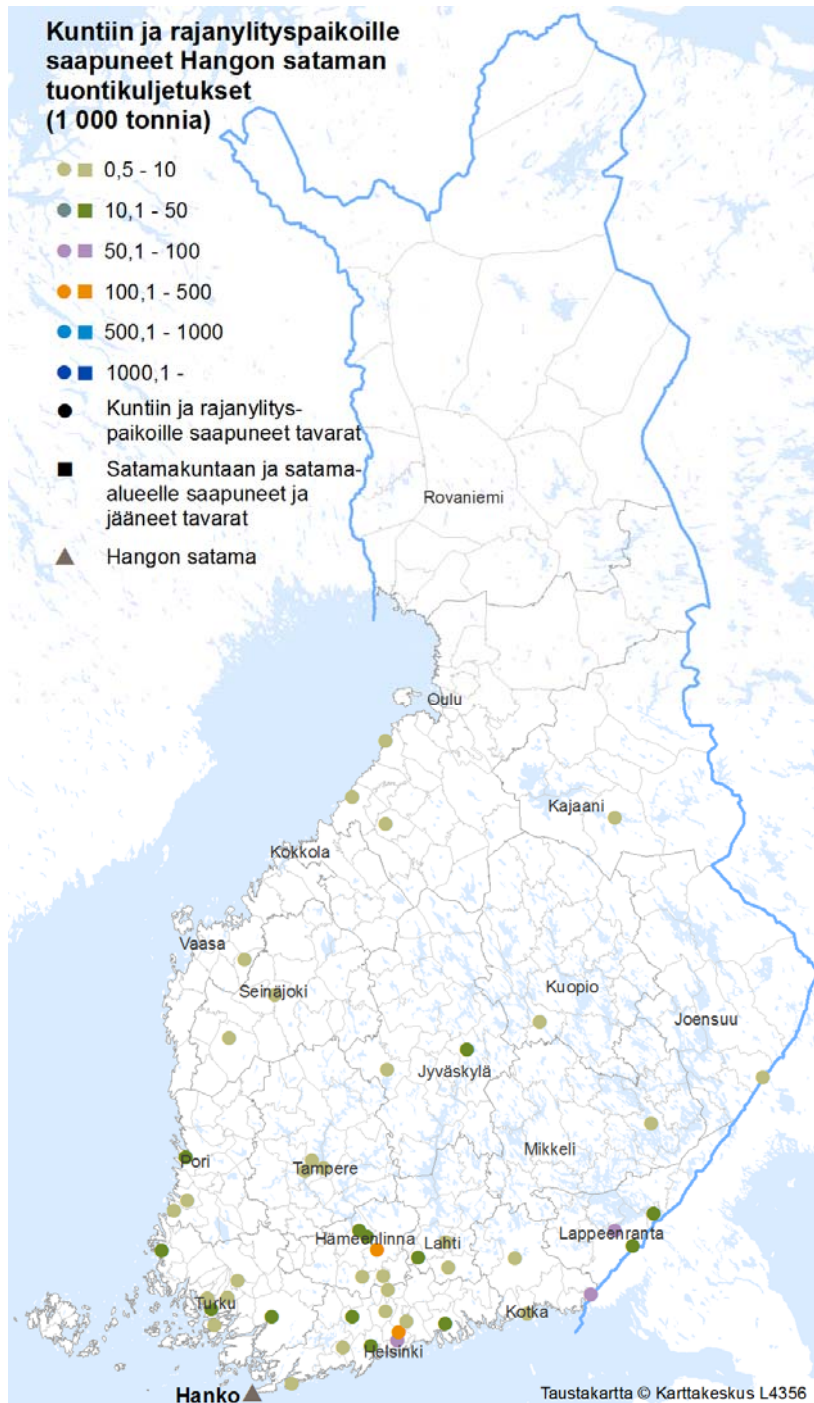 Kuntiin ja rajanylityspaikoille
saapuneet Hangon sataman
tuontikuljetukset
(1 000 tonnia)
0,5 - 10
10,1 - 50
50,1 - 100
100,1 - 500
500,1 - 1000
1000,1 -
Kuntiin ja rajanylitys-
paikoille saapuneet tavarat
Satamakuntaan ja satama-
alueelle saapuneet ja
jääneet tavarat
Hangon satama
Rovaniemi
Oulu
Kajaani
Kokkola
Vaasa
Seinäjoki
Kuopio
Joensuu
Jyväskylä
Mikkeli
Pori
Tampere
Hämeenlinna
Lahti
Lappeenranta
Turku
Kotka
Helsinki
Hanko
Taustakartta © Karttakeskus L4356